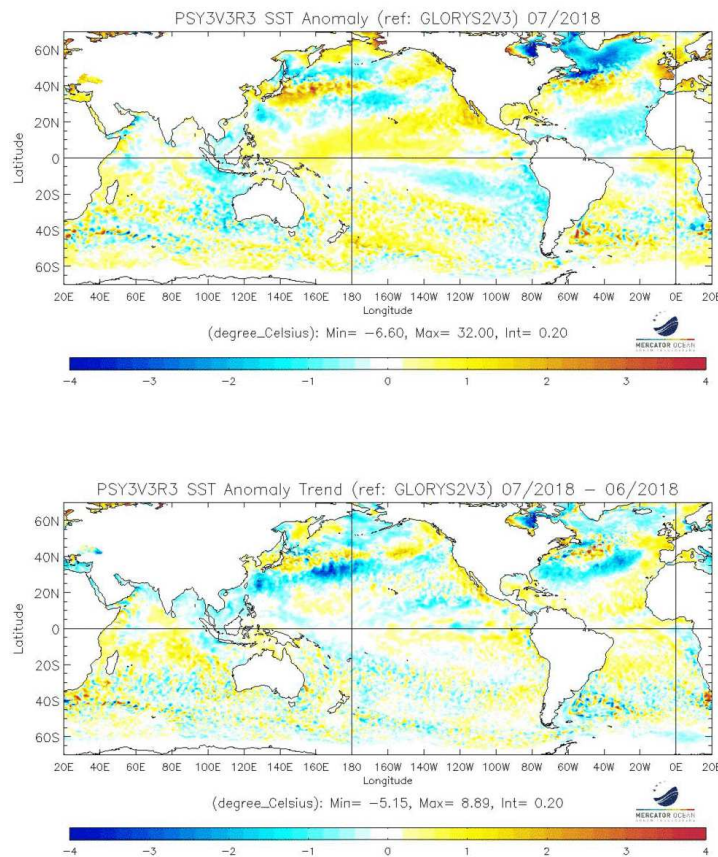 PSY3V3R3 SST Anomaly (ref: GLORYS2V3) 07/2018
60N
40N
20N
0
20S
40S
60S
Latitude
20E 40E 60E 80E 100E 120E 140E 160E 180 160W 140W 120W 100W 80W 60W 40W 20W 0E 20E
Longitude
(degree_Celsius): Min= −6.60, Max= 32.00, Int= 0.20
MERCATOR OCEAN
−4 −3 −2 −1 0 1 2 3 4
PSY3V3R3 SST Anomaly Trend (ref: GLORYS2V3) 07/2018 − 06/2018
60N
40N
20N
0
20S
40S
60S
Latitude
20E 40E 60E 80E 100E 120E 140E 160E 180 160W 140W 120W 100W 80W 60W 40W 20W 0E 20E
Longitude
(degree_Celsius): Min= −5.15, Max= 8.89, Int= 0.20
MERCATOR OCEAN
−4 −3 −2 −1 0 1 2 3 4